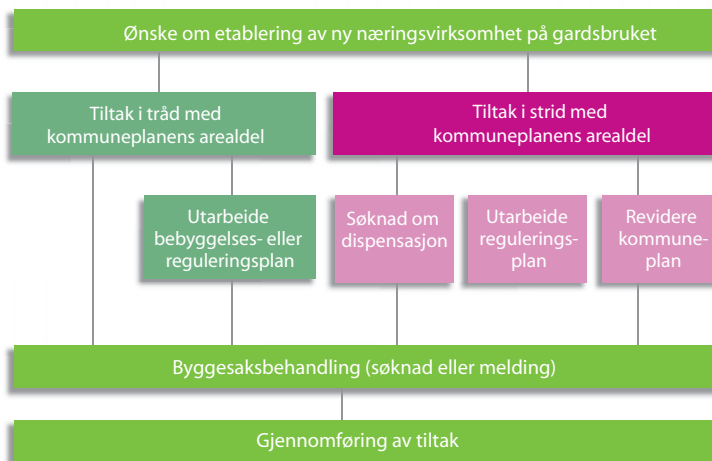 Ønske om etablering av ny næringsvirksomhet på gardsbruket
Tiltak i tråd med
kommuneplanens arealdel
Tiltak i strid med
kommuneplanens arealdel
Utarbeide
bebyggelses- eller
reguleringsplan
Søknad om
dispensasjon
Utarbeide
regulerings-
plan
Revidere
kommune-
plan
Byggesaksbehandling (søknad eller melding)
Gjennomføring av tiltak